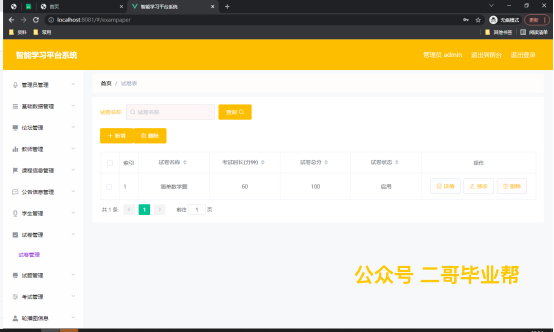 首页
智能学习平台系统
localhost:8081/#/exampaper
无痕模式
更新
资料
常用
其他书签
阅读清单
智能学习平台系统
管理员 admin
退出到前台
退出登录
管理员管理
基础数据管理
论坛管理
教师管理
课程信息管理
公告信息管理
学生管理
试卷管理
试卷管理
试题管理
考试管理
轮播图信息
首页 / 试卷表
试卷名称
试卷名称
查询
+ 新增
删除
索引 试卷名称 考试时长(分钟) 试卷总分 试卷状态 操作
1 简单数学题 60 100 启用 详情 修改 删除
共 1 条 < 1 > 前往 1 页
公众号 二哥毕业帮